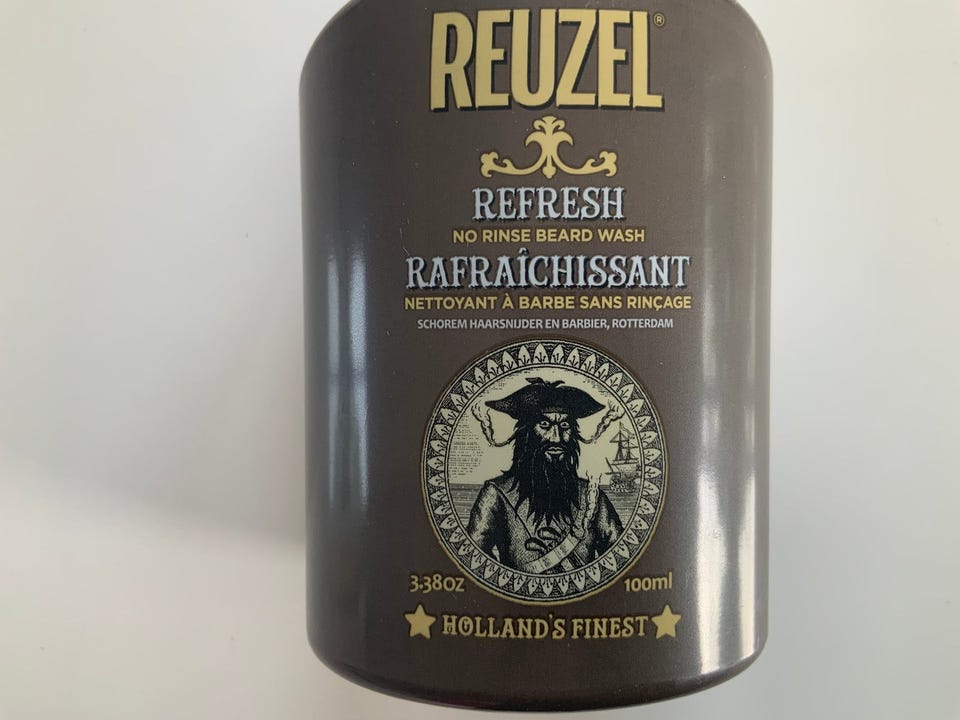 REUZEL®
REFRESH
NO RINSE BEARD WASH
RAFRAÎCHISSANT
NETTOYANT À BARBE SANS RINÇAGE
SCHOREM HAARSNIJDER EN BARBIER, ROTTERDAM
3.38OZ 100ml
HOLLAND'S FINEST